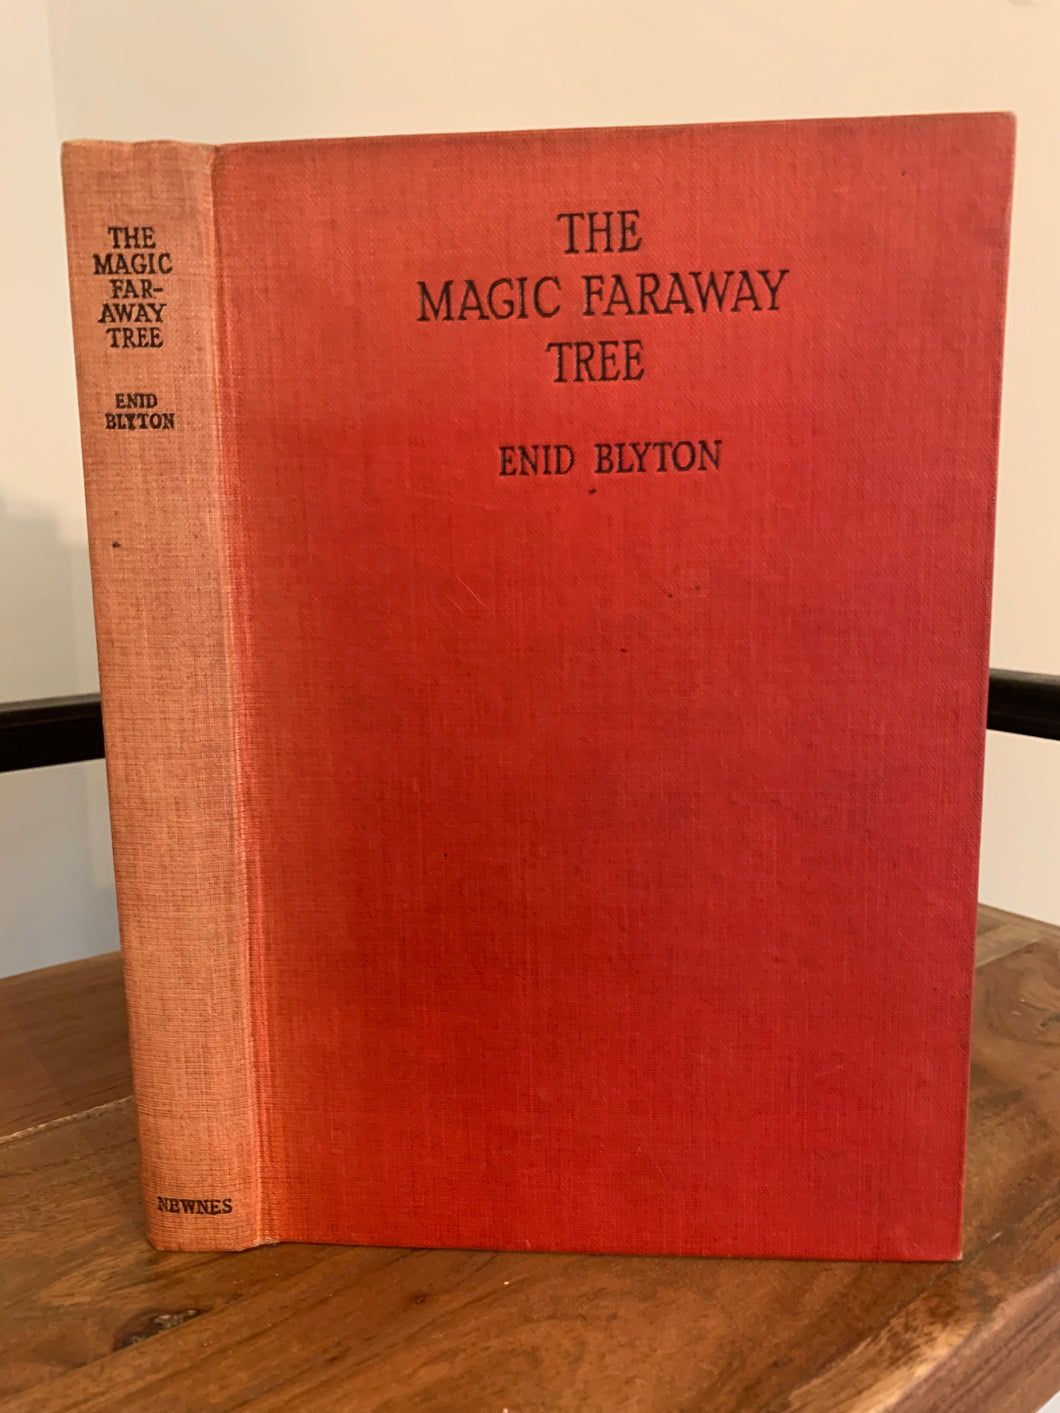 THE
MAGIC
FAR-
AWAY
TREE
ENID
BLYTON
NEWNES
THE
MAGIC FARAWAY
TREE
ENID BLYTON